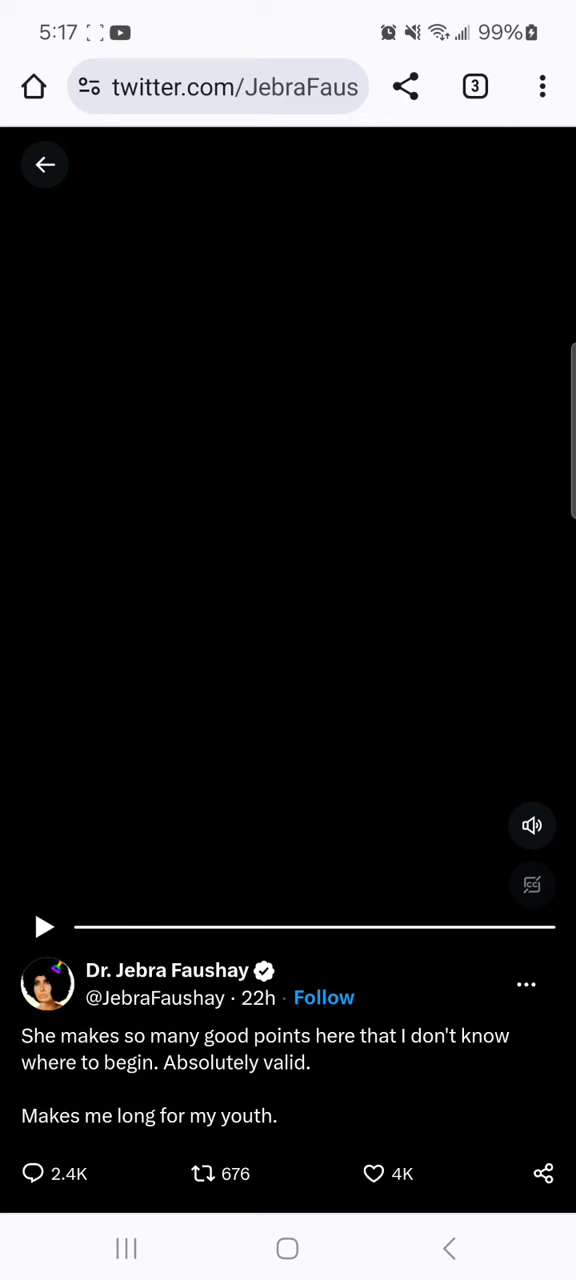 5:17 99%
twitter.com/JebraFaus 3
CC
Dr. Jebra Faushay
@JebraFaushay · 22h · Follow
She makes so many good points here that I don't know
where to begin. Absolutely valid.
Makes me long for my youth.
2.4K 676 4K